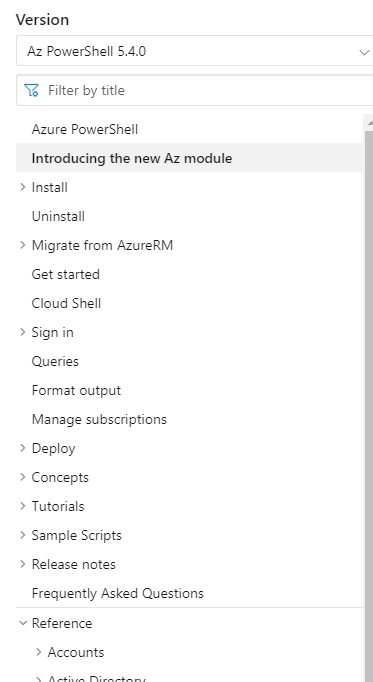 Version
Az PowerShell 5.4.0
Filter by title
Azure PowerShell
Introducing the new Az module
Install
Uninstall
Migrate from AzureRM
Get started
Cloud Shell
Sign in
Queries
Format output
Manage subscriptions
Deploy
Concepts
Tutorials
Sample Scripts
Release notes
Frequently Asked Questions
Reference
Accounts
Active Directory